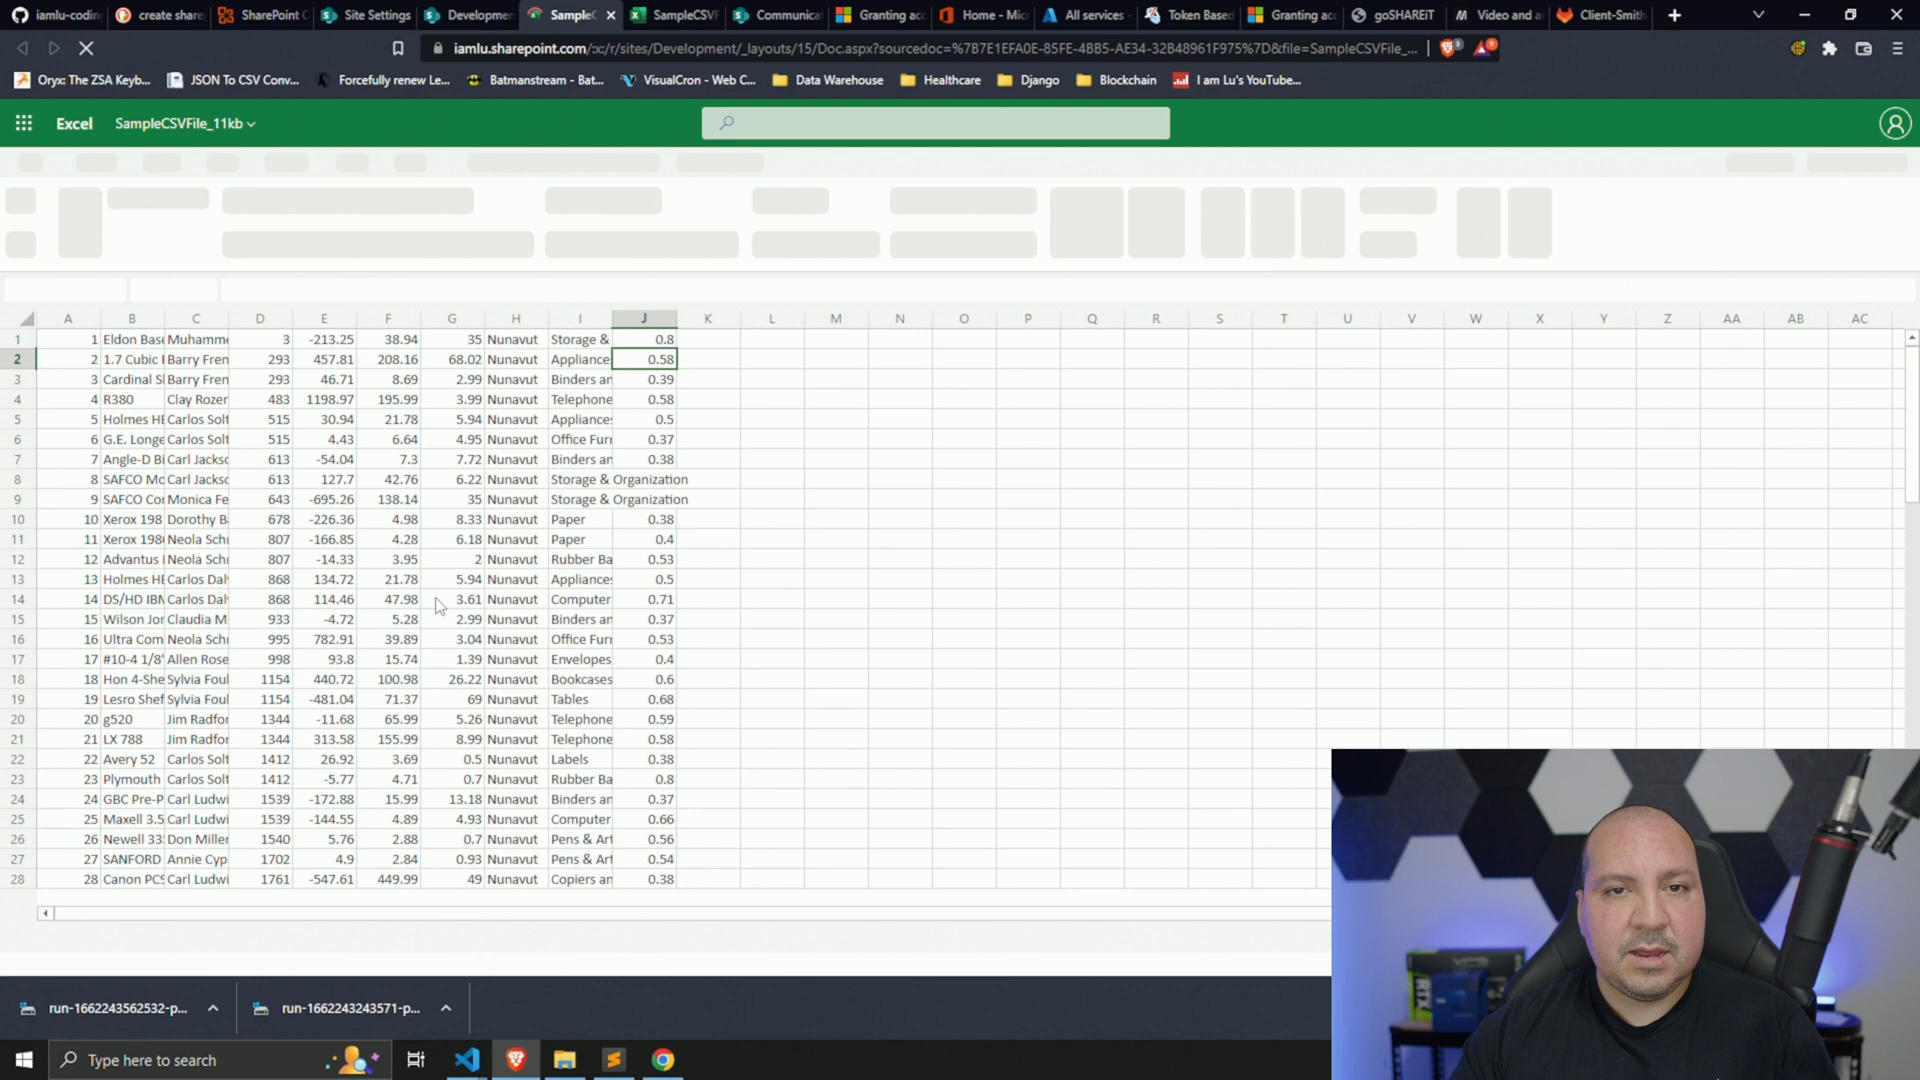 iamlu-codin
create share
SharePoint C
Site Settings
Developmen
SampleC
SampleCSVF
Communica
Granting acc
Home - Micr
All services -
Token Based
Granting acc
goSHAREiT
Video and a
Client-Smith
iamlu.sharepoint.com/:x:/r/sites/Development/_layouts/15/Doc.aspx?sourcedoc=%7B7E1EFA0E-85FE-4BB5-AE34-32B48961F975%7D&file=SampleCSVFile_...
Oryx: The ZSA Keyb...
JSON To CSV Conv...
Forcefully renew Le...
Batmanstream - Bat...
VisualCron - Web C...
Data Warehouse
Healthcare
Django
Blockchain
I am Lu's YouTube...
Excel SampleCSVFile_11kb
A B C D E F G H I J K L M N O P Q R S T U V W X Y Z AA AB AC
1 1 Eldon Base Muhamme 3 -213.25 38.94 35 Nunavut Storage & 0.8
2 2 1.7 Cubic Barry Fren 293 457.81 208.16 68.02 Nunavut Appliance 0.58
3 3 Cardinal Sl Barry Fren 293 46.71 8.69 2.99 Nunavut Binders an 0.39
4 4 R380 Clay Rozer 483 1198.97 195.99 3.99 Nunavut Telephone 0.58
5 5 Holmes HE Carlos Solt 515 30.94 21.78 5.94 Nunavut Appliance 0.5
6 6 G.E. Longe Carlos Solt 515 4.43 6.64 4.95 Nunavut Office Furr 0.37
7 7 Angle-D Bi Carl Jackso 613 -54.04 7.3 7.72 Nunavut Binders an 0.38
8 8 SAFCO Mo Carl Jackso 613 127.7 42.76 6.22 Nunavut Storage & Organization
9 9 SAFCO Cor Monica Fe 643 -695.26 138.14 35 Nunavut Storage & Organization
10 10 Xerox 198 Dorothy B 678 -226.36 4.98 8.33 Nunavut Paper 0.38
11 11 Xerox 198 Neola Schr 807 -166.85 4.28 6.18 Nunavut Paper 0.4
12 12 Advantus Neola Schr 807 -14.33 3.95 2 Nunavut Rubber Ba 0.53
13 13 Holmes HE Carlos Dal 868 134.72 21.78 5.94 Nunavut Appliance 0.5
14 14 DS/HD IBM Carlos Dal 868 114.46 47.98 3.61 Nunavut Computer 0.71
15 15 Wilson Jor Claudia M 933 -4.72 5.28 2.99 Nunavut Binders an 0.37
16 16 Ultra Com Neola Schr 995 782.91 39.89 3.04 Nunavut Office Furr 0.53
17 17 #10-4 1/8" Allen Rose 998 93.8 15.74 1.39 Nunavut Envelopes 0.4
18 18 Hon 4-She Sylvia Foul 1154 440.72 100.98 26.22 Nunavut Bookcases 0.6
19 19 Lesro Shef Sylvia Foul 1154 -481.04 71.37 69 Nunavut Tables 0.68
20 20 g520 Jim Radfor 1344 -11.68 65.99 5.26 Nunavut Telephone 0.59
21 21 LX 788 Jim Radfor 1344 313.58 155.99 8.99 Nunavut Telephone 0.58
22 22 Avery 52 Carlos Solt 1412 26.92 3.69 0.5 Nunavut Labels 0.38
23 23 Plymouth Carlos Solt 1412 -5.77 4.71 0.7 Nunavut Rubber Ba 0.8
24 24 GBC Pre-P Carl Ludwi 1539 -172.88 15.99 13.18 Nunavut Binders an 0.37
25 25 Maxell 3.5 Carl Ludwi 1539 -144.55 4.89 4.93 Nunavut Computer 0.66
26 26 Newell 33 Don Miller 1540 5.76 2.88 0.7 Nunavut Pens & Art 0.56
27 27 SANFORD Annie Cyp 1702 4.9 2.84 0.93 Nunavut Pens & Art 0.54
28 28 Canon PC9 Carl Ludwi 1761 -547.61 449.99 49 Nunavut Copiers an 0.38
RTX
run-1662243562532-p...
run-1662243243571-p...
Type here to search